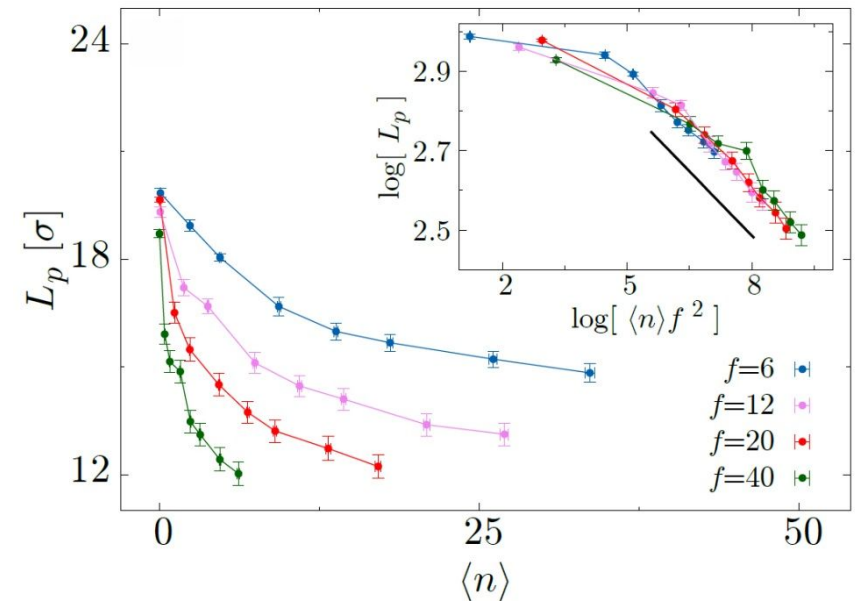 24
18
12
L_p [σ]
0 25 50
⟨n⟩
2.9
2.7
2.5
log[ L_p ]
2 5 8
log[ ⟨n⟩f ² ]
f=6
f=12
f=20
f=40